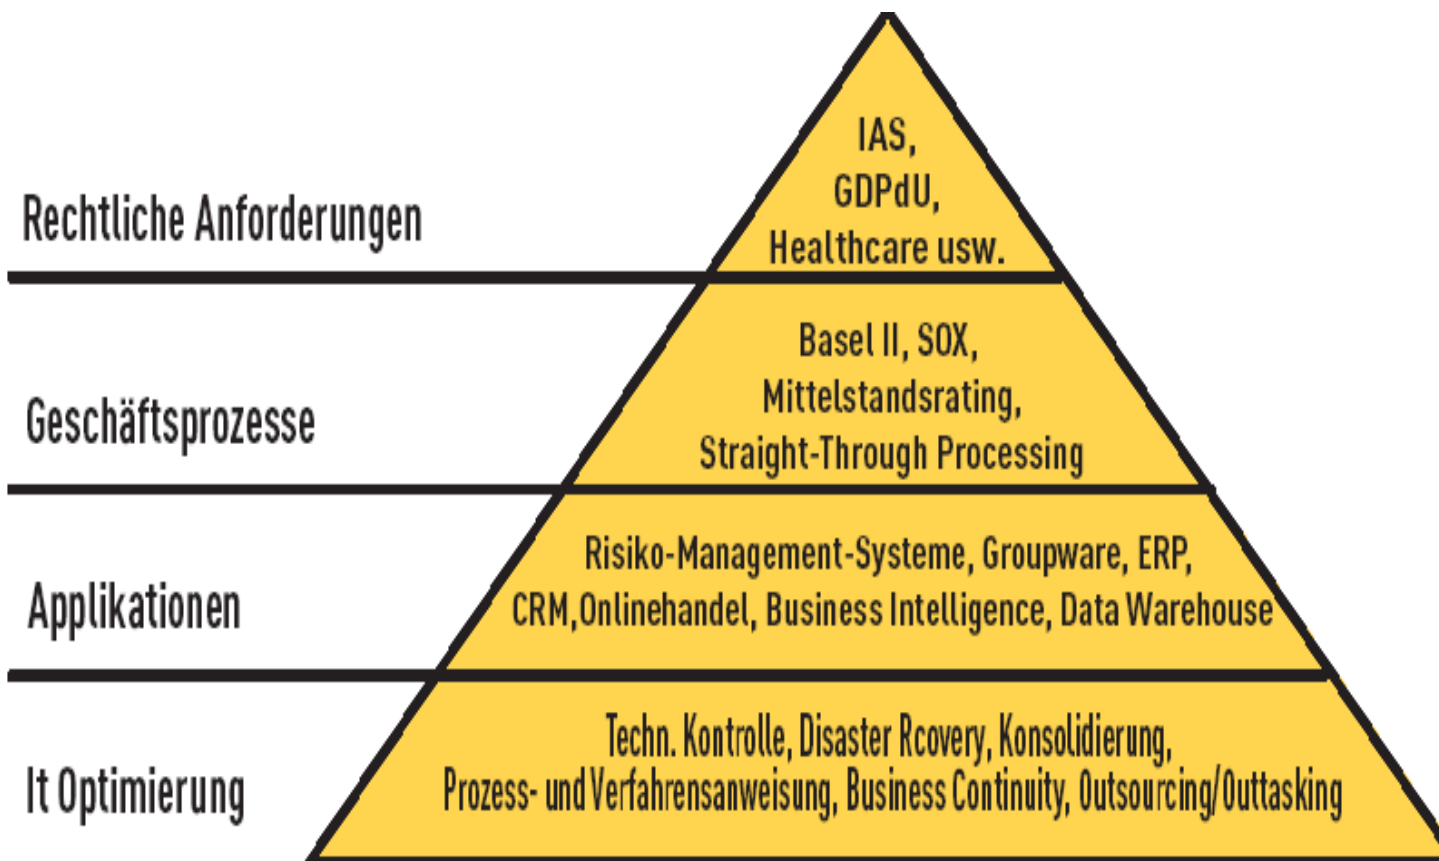 Rechtliche Anforderungen
IAS,
GDPdU,
Healthcare usw.
Geschäftsprozesse
Basel II, SOX,
Mittelstandsrating,
Straight-Through Processing
Applikationen
Risiko-Management-Systeme, Groupware, ERP,
CRM,Onlinehandel, Business Intelligence, Data Warehouse
It Optimierung
Techn. Kontrolle, Disaster Rcovery, Konsolidierung,
Prozess- und Verfahrensanweisung, Business Continuity, Outsourcing/Outtasking